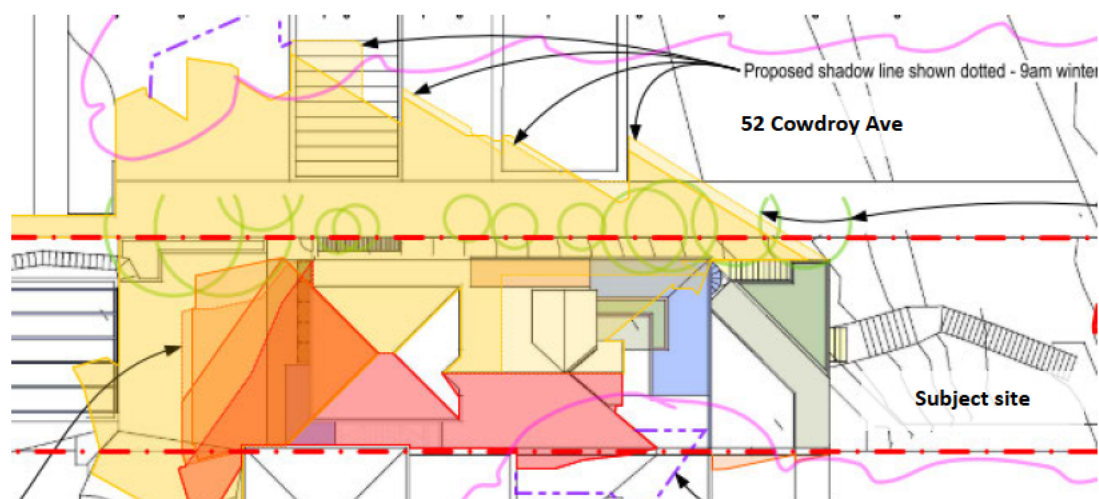 Proposed shadow line shown dotted - 9am winter
52 Cowdroy Ave
Subject site